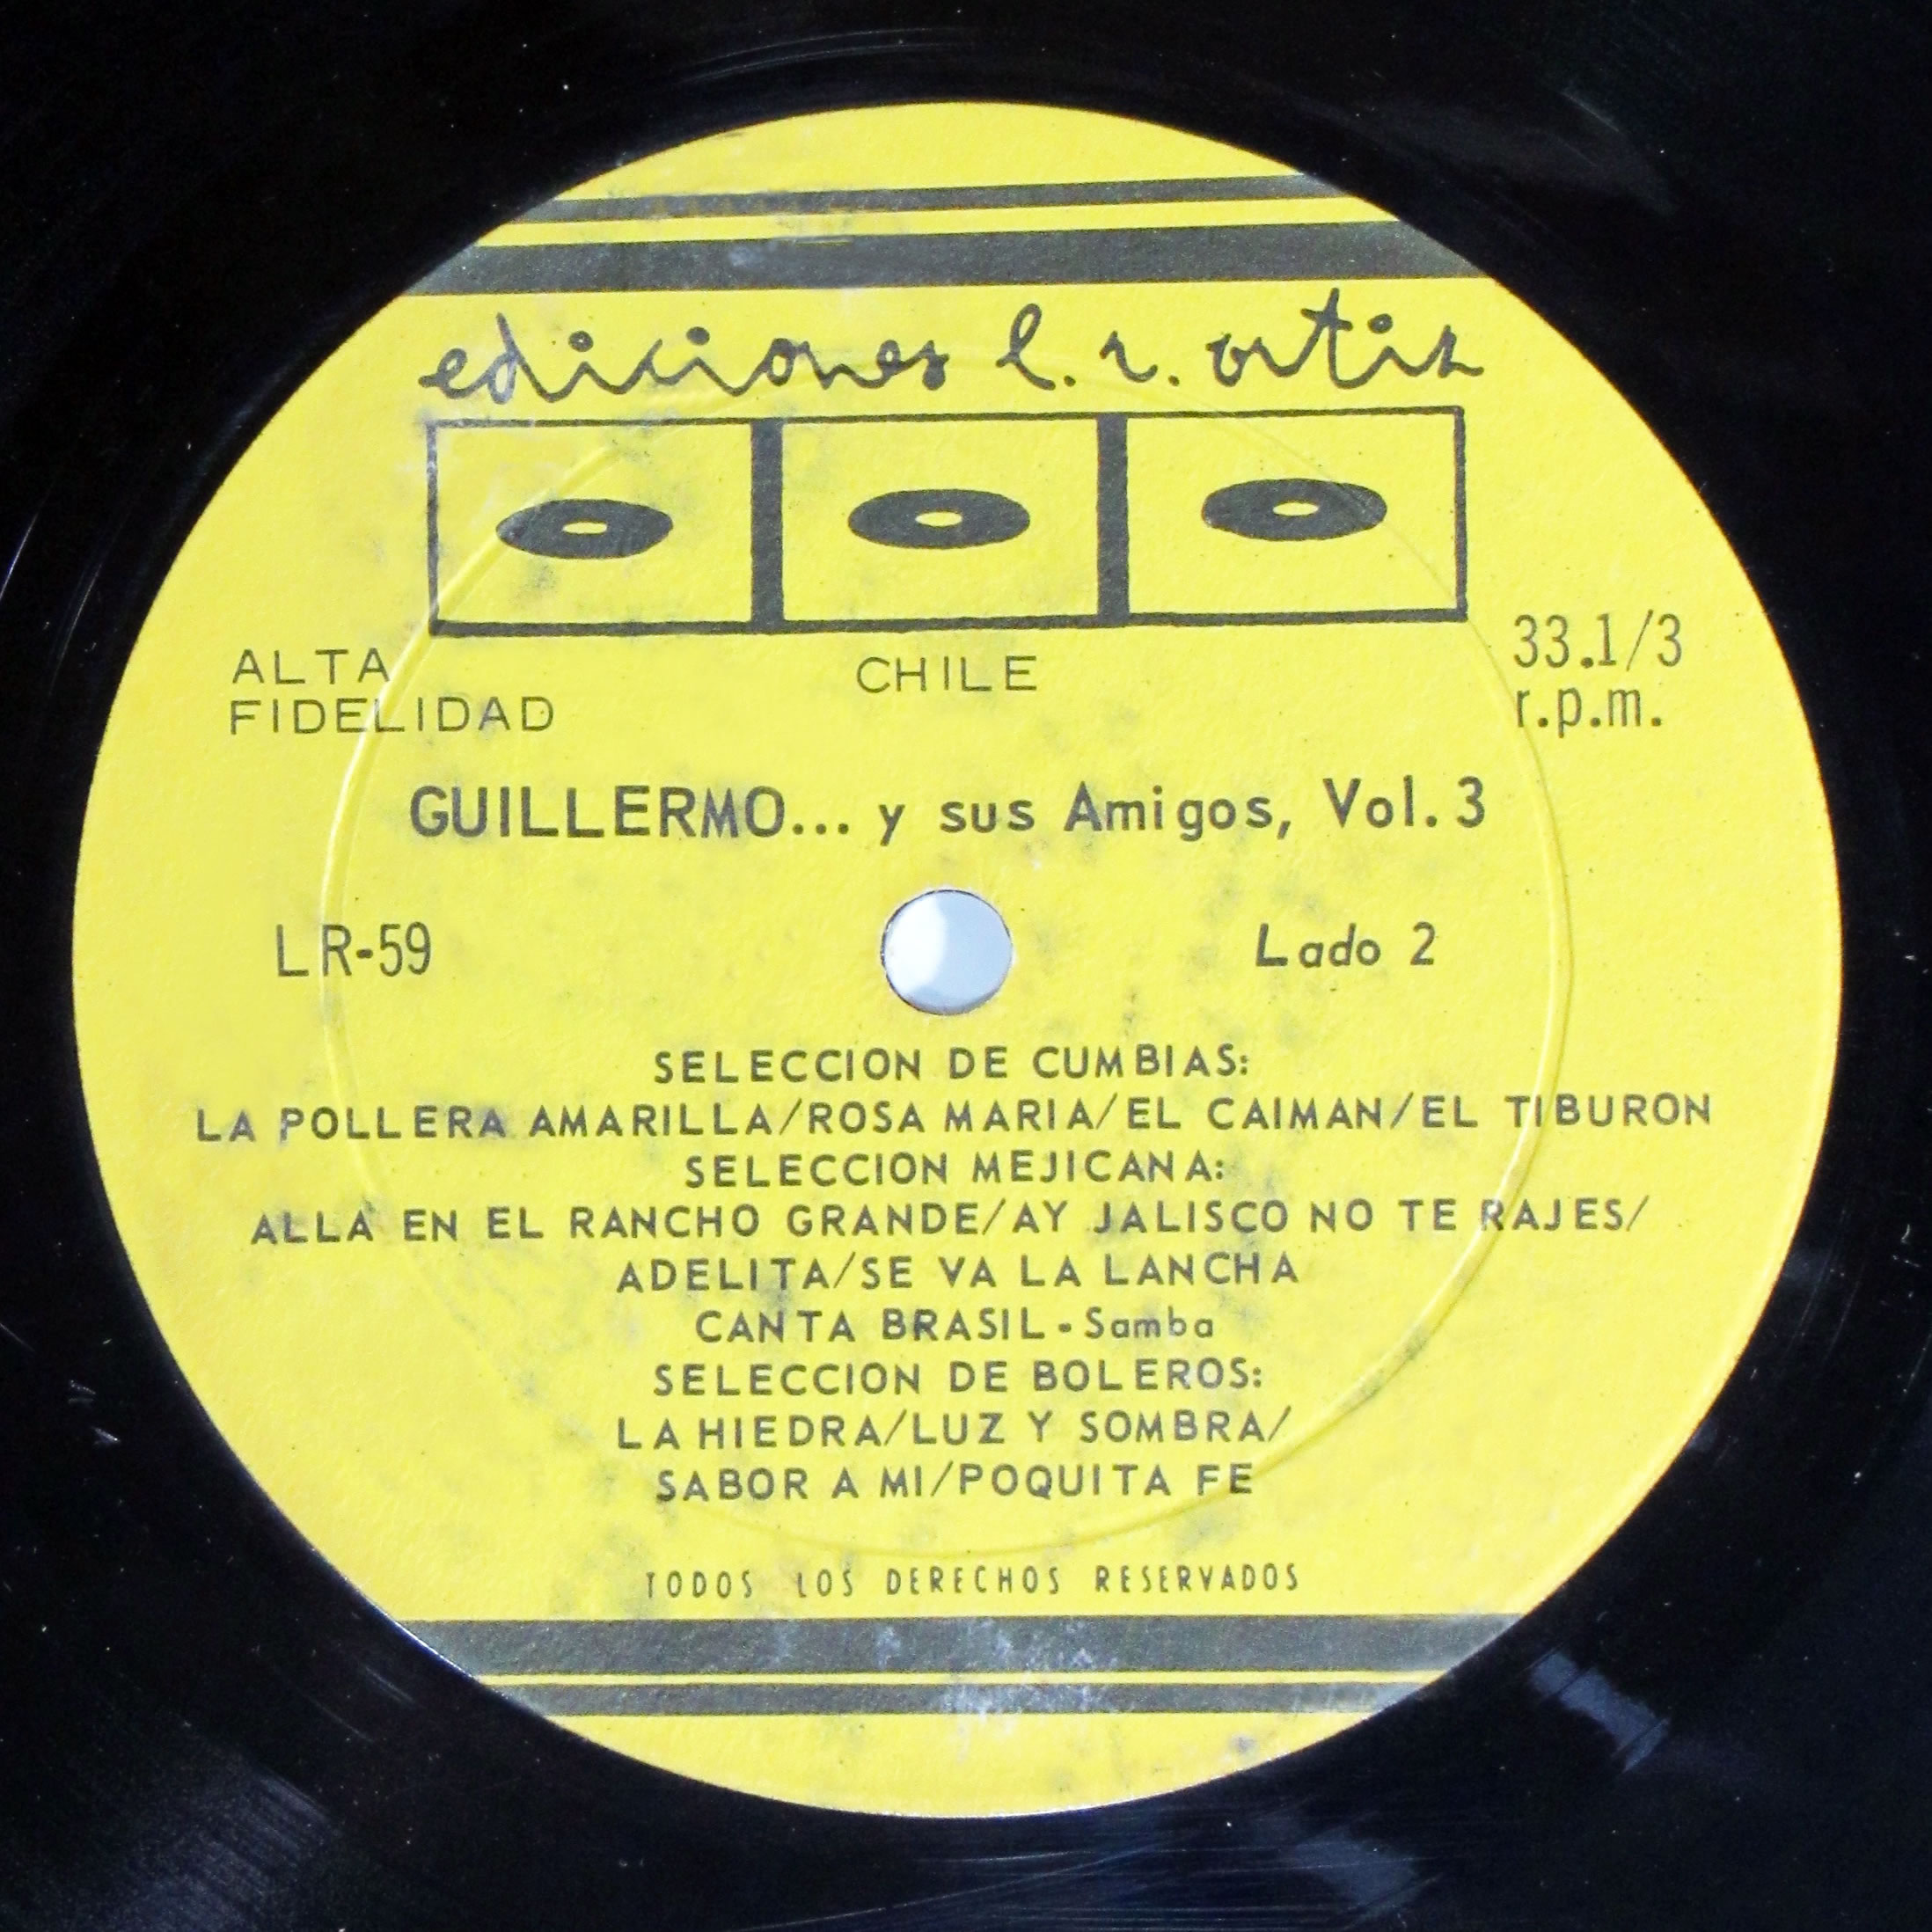 ediciones l. r. ortiz
ALTA
FIDELIDAD
CHILE
33.1/3
r.p.m.
GUILLERMO... y sus Amigos, Vol. 3
LR-59
Lado 2
SELECCION DE CUMBIAS:
LA POLLERA AMARILLA/ROSA MARIA/EL CAIMAN/EL TIBURON
SELECCION MEJICANA:
ALLA EN EL RANCHO GRANDE/AY JALISCO NO TE RAJES/
ADELITA/SE VA LA LANCHA
CANTA BRASIL - Samba
SELECCION DE BOLEROS:
LA HIEDRA/LUZ Y SOMBRA/
SABOR A MI/POQUITA FE
TODOS LOS DERECHOS RESERVADOS